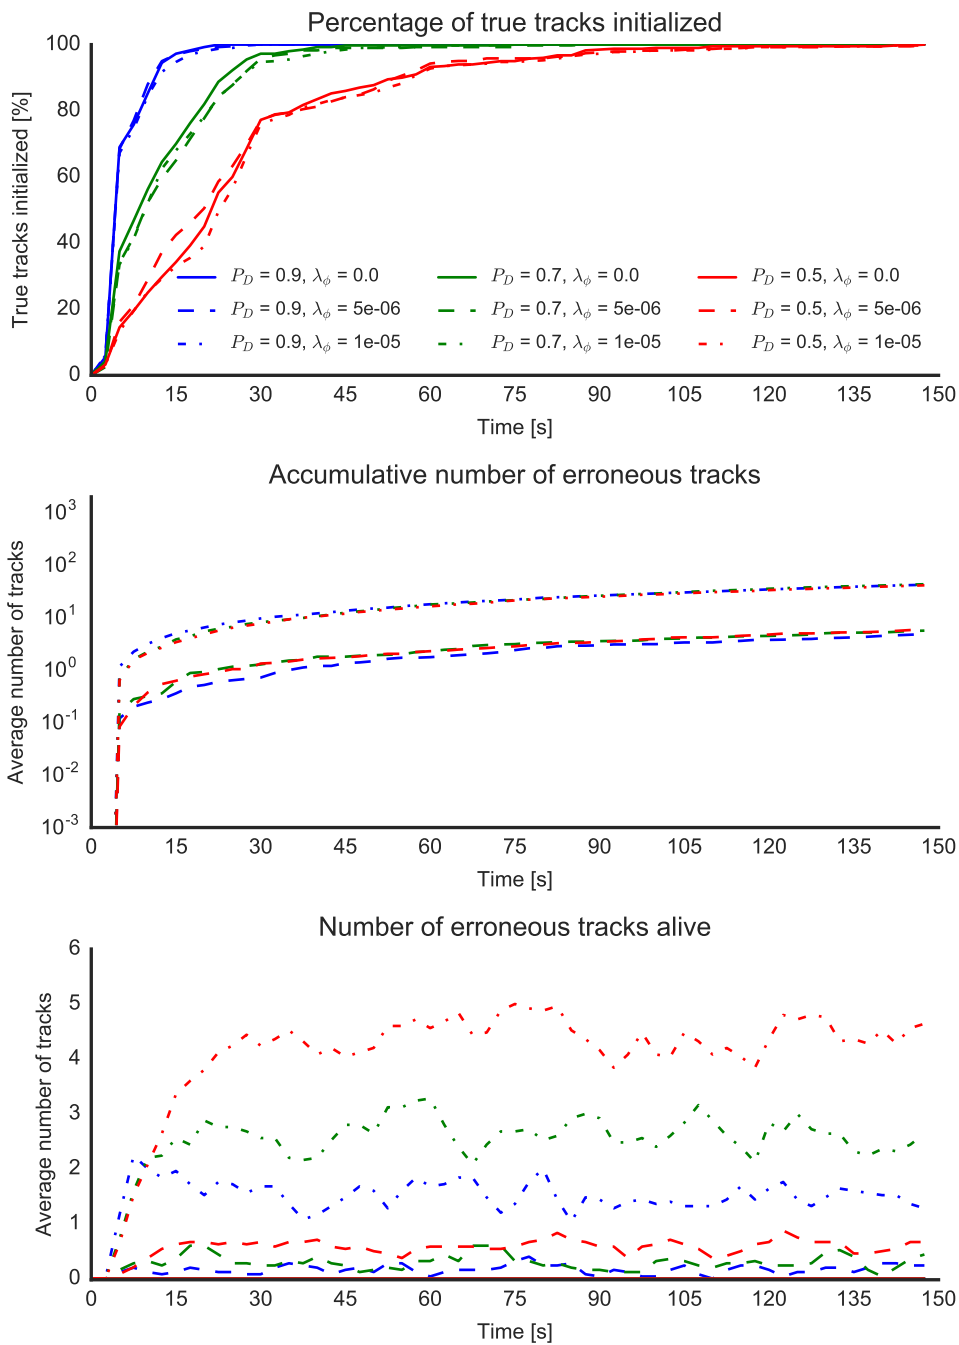 Percentage of true tracks initialized
True tracks initialized [%]
100
80
60
40
20
0
P_D = 0.9, λ_ϕ = 0.0
P_D = 0.7, λ_ϕ = 0.0
P_D = 0.5, λ_ϕ = 0.0
P_D = 0.9, λ_ϕ = 5e-06
P_D = 0.7, λ_ϕ = 5e-06
P_D = 0.5, λ_ϕ = 5e-06
P_D = 0.9, λ_ϕ = 1e-05
P_D = 0.7, λ_ϕ = 1e-05
P_D = 0.5, λ_ϕ = 1e-05
0 15 30 45 60 75 90 105 120 135 150
Time [s]
Accumulative number of erroneous tracks
Average number of tracks
10^3
10^2
10^1
10^0
10^-1
10^-2
10^-3
0 15 30 45 60 75 90 105 120 135 150
Time [s]
Number of erroneous tracks alive
Average number of tracks
6
5
4
3
2
1
0
0 15 30 45 60 75 90 105 120 135 150
Time [s]